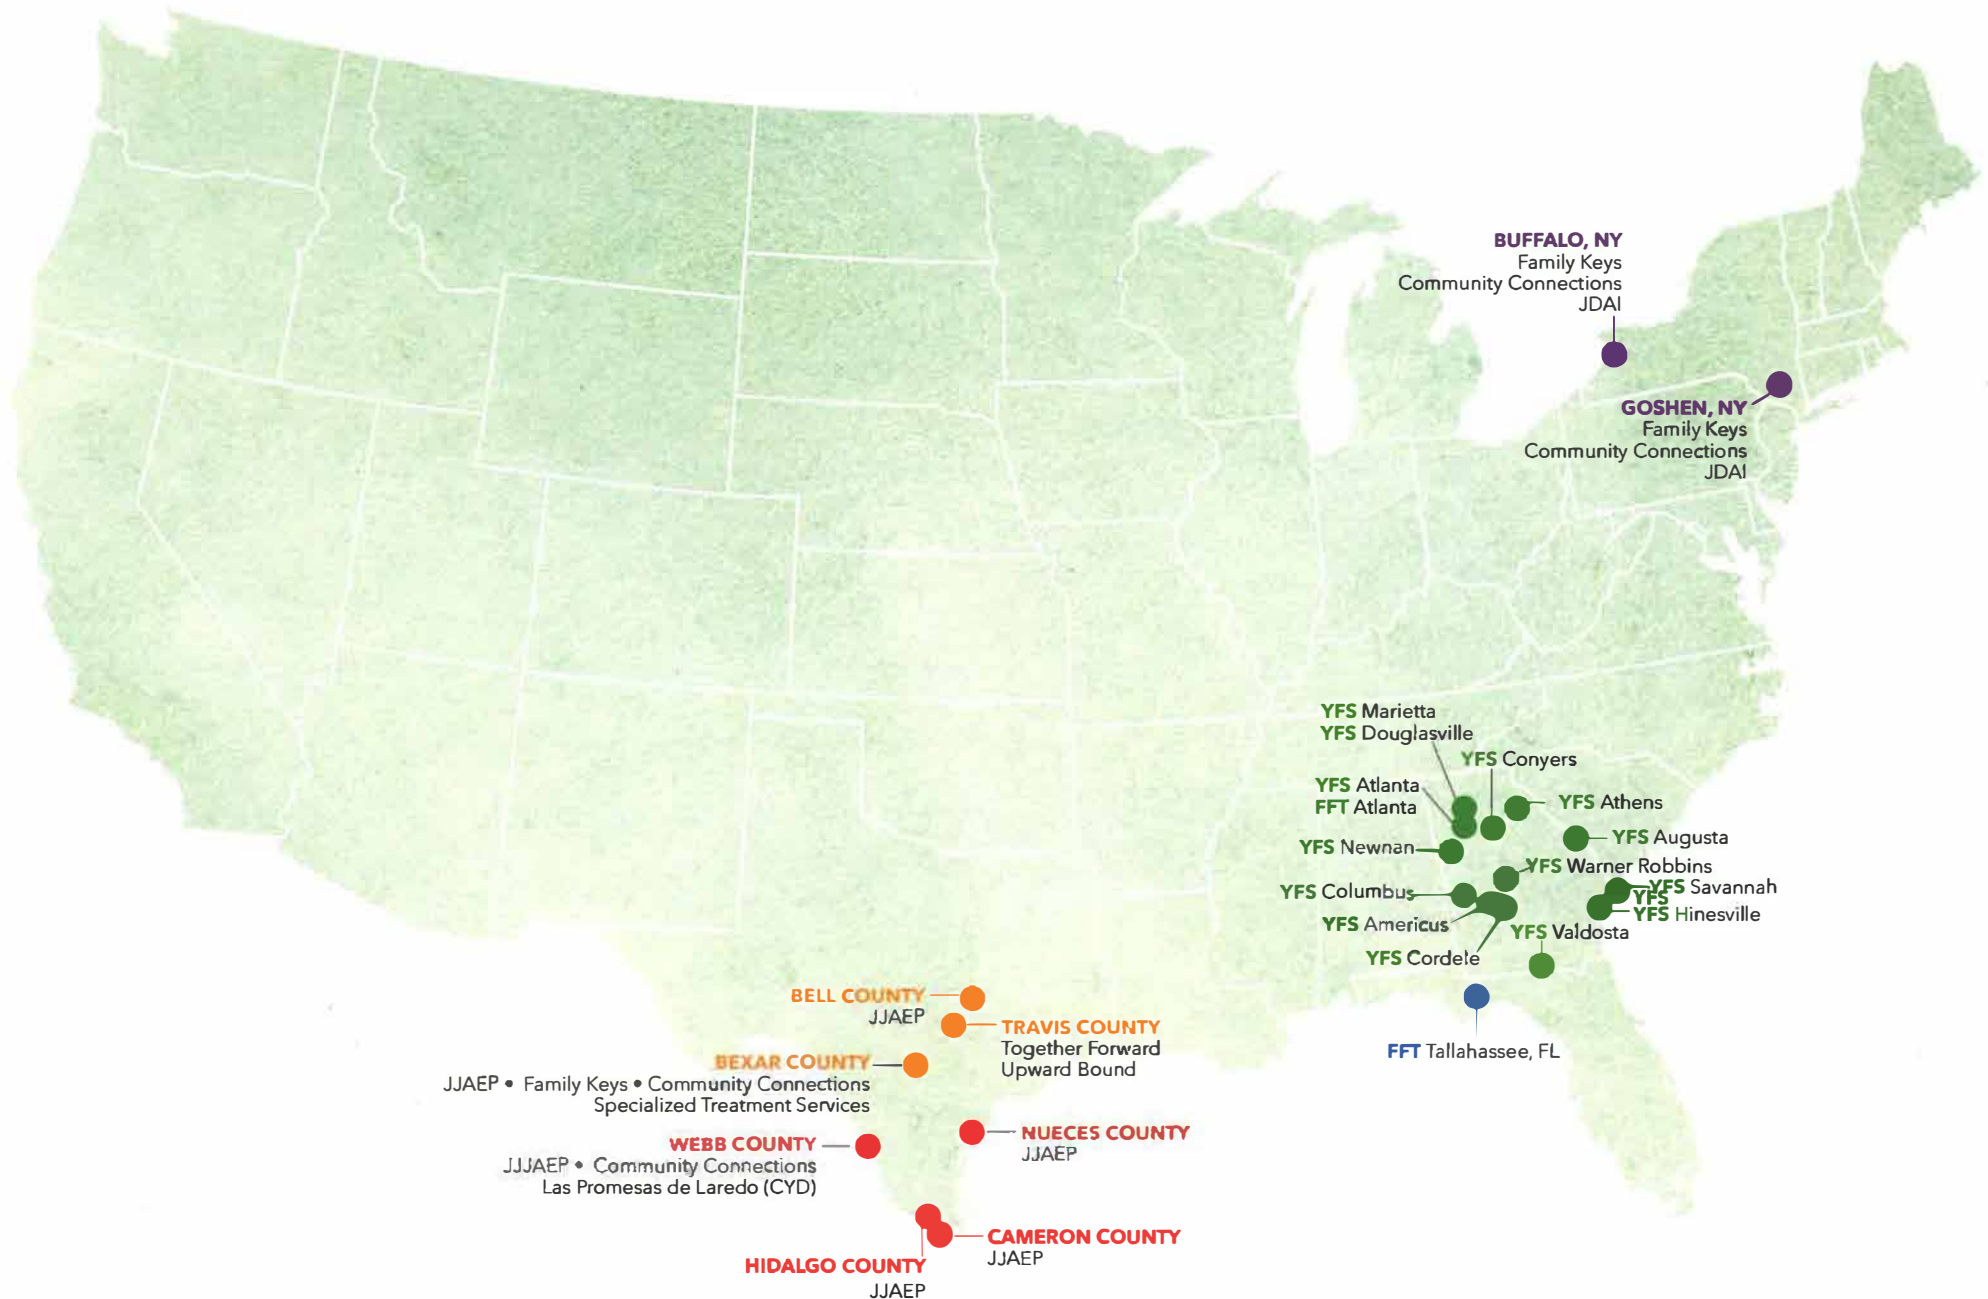 BUFFALO, NY
Family Keys
Community Connections
JDAI
GOSHEN, NY
Family Keys
Community Connections
JDAI
YFS Marietta
YFS Douglasville
YFS Conyers
YFS Atlanta
FFT Atlanta
YFS Athens
YFS Newnan
YFS Augusta
YFS Warner Robbins
YFS Columbus
YFS Savannah
YFS
YFS Hinesville
YFS Americus
YFS Valdosta
YFS Cordele
FFT Tallahassee, FL
BELL COUNTY
JJAEP
TRAVIS COUNTY
Together Forward
Upward Bound
BEXAR COUNTY
JJAEP • Family Keys • Community Connections
Specialized Treatment Services
WEBB COUNTY
JJJAEP • Community Connections
Las Promesas de Laredo (CYD)
NUECES COUNTY
JJAEP
CAMERON COUNTY
JJAEP
HIDALGO COUNTY
JJAEP